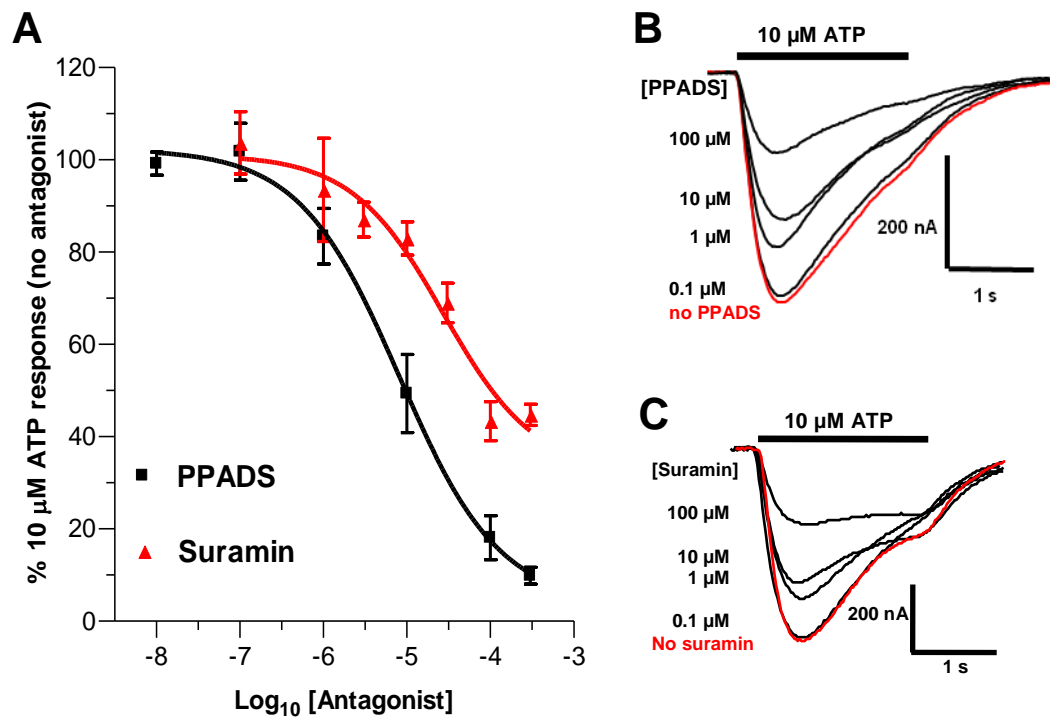 A
% 10 µM ATP response (no antagonist)
120
100
80
60
40
20
0
-8
-7
-6
-5
-4
-3
Log10 [Antagonist]
PPADS
Suramin
B
10 µM ATP
[PPADS]
100 µM
10 µM
1 µM
0.1 µM
no PPADS
200 nA
1 s
C
10 µM ATP
[Suramin]
100 µM
10 µM
1 µM
0.1 µM
No suramin
200 nA
1 s